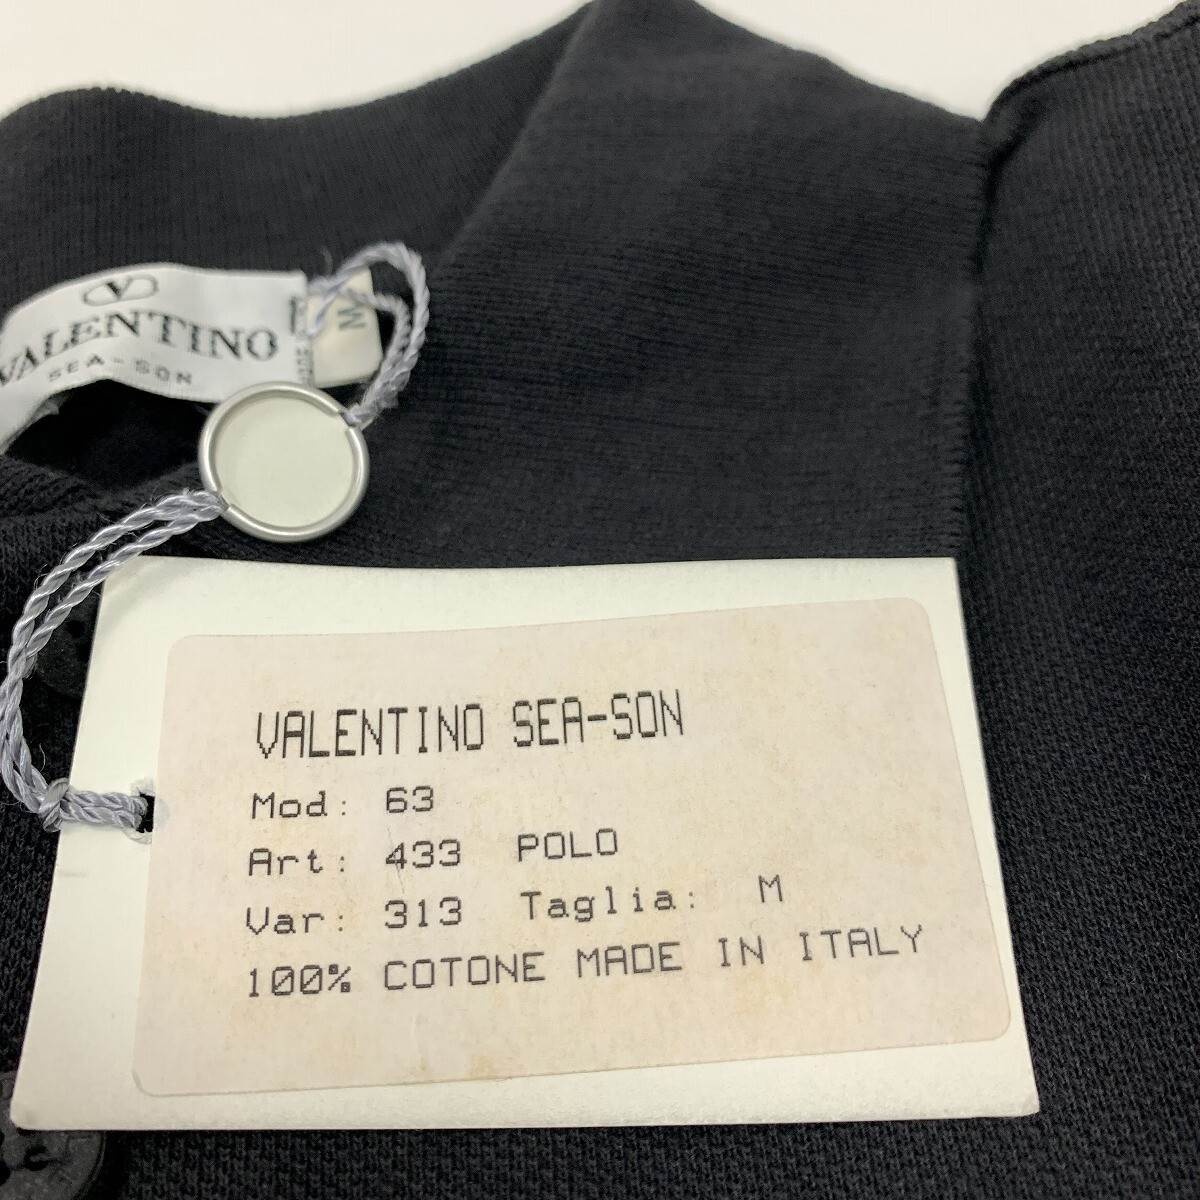 V
VALENTINO
SEA-SON
M
VALENTINO SEA-SON
Mod: 63
Art: 433 POLO
Var: 313 Taglia: M
100% COTONE MADE IN ITALY